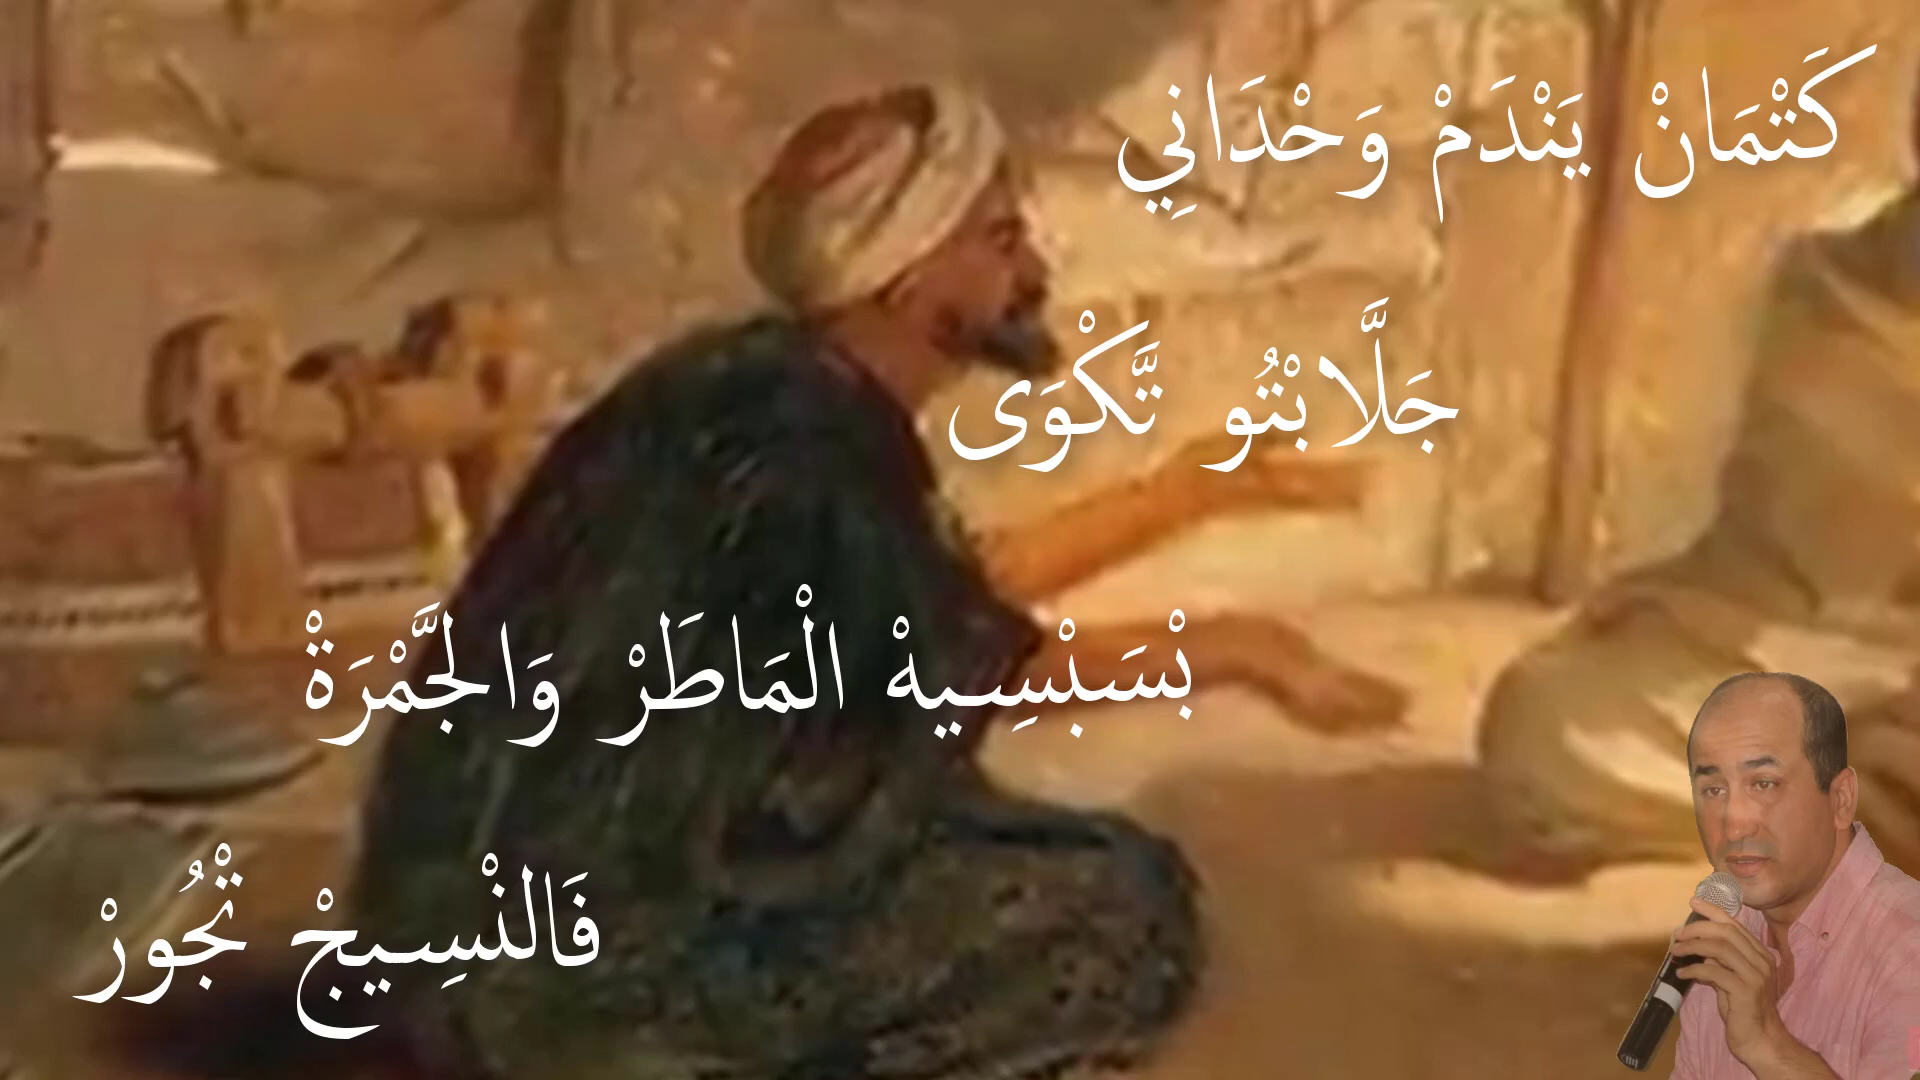 كَتْمَانْ يَنْدَمْ وَحْدَانِي
جَلَّابْتُو تَّكْوَى
بْسَبْسِيهْ الْمَاطَرْ وَالجَّمْرَةْ
فَالنْسِيجْ تْجُورْ